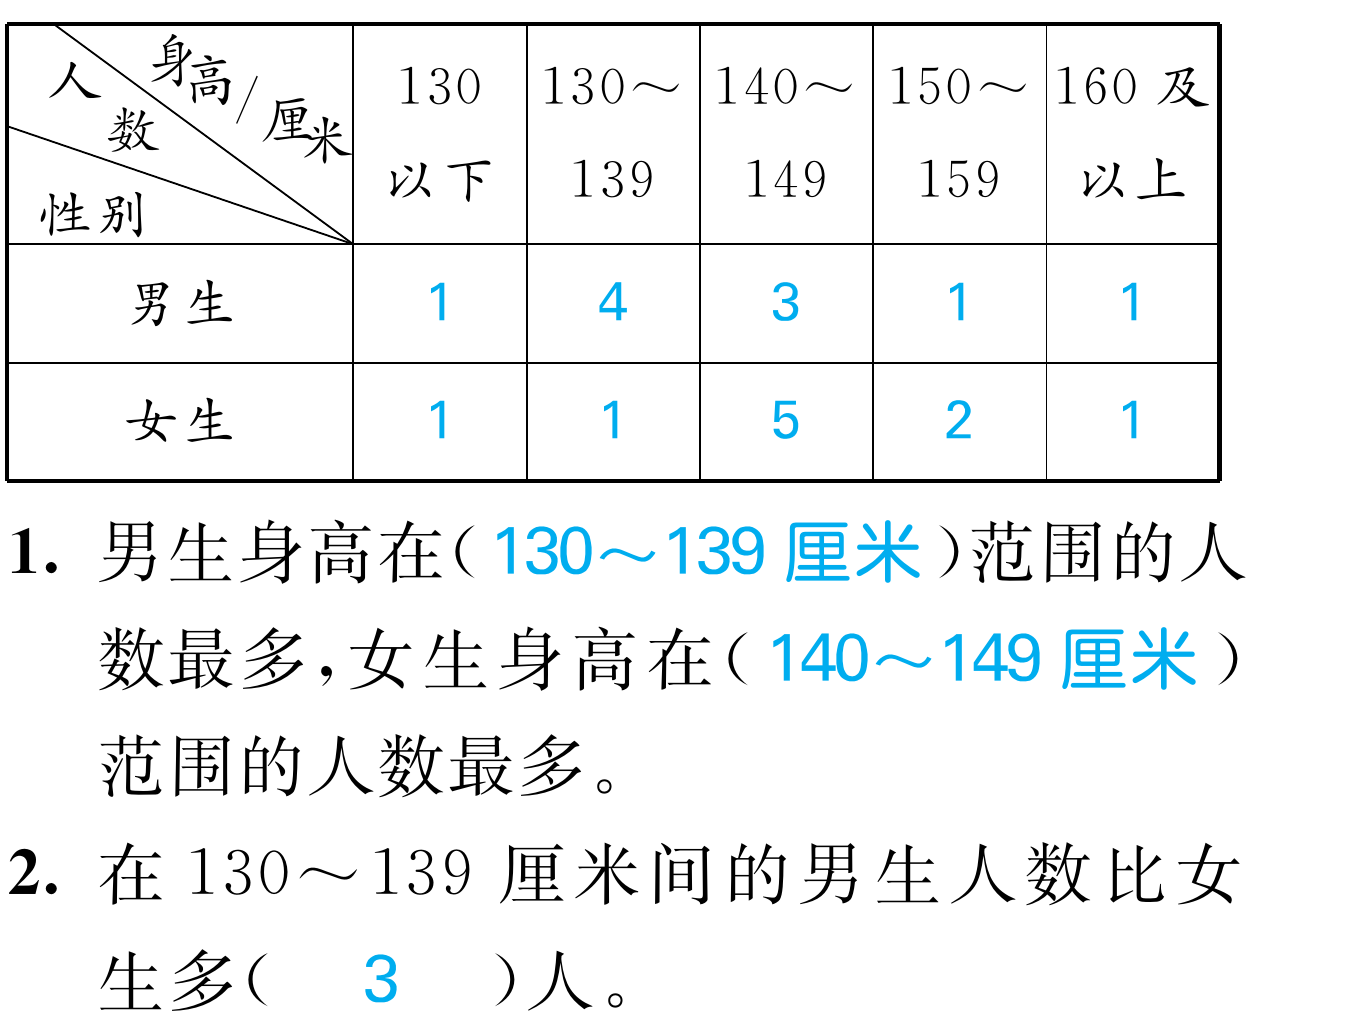 人数 身高/厘米 性别 130以下 130～139 140～149 150～159 160及以上
男生 1 4 3 1 1
女生 1 1 5 2 1
1. 男生身高在(130～139厘米)范围的人
数最多,女生身高在(140～149厘米)
范围的人数最多。
2. 在130～139厘米间的男生人数比女
生多( 3 )人。